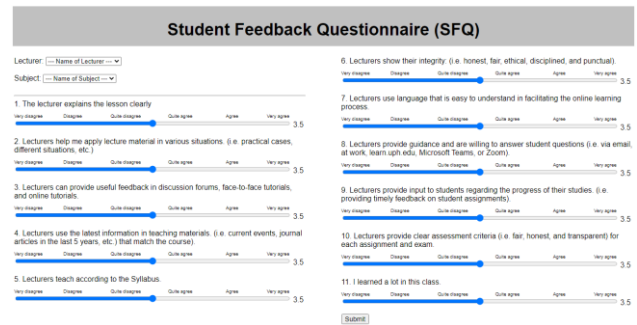 Student Feedback Questionnaire (SFQ)
Lecturer: --- Name of Lecturer ---
Subject: --- Name of Subject ---
1. The lecturer explains the lesson clearly
Very disagree Disagree Quite disagree Quite agree Agree Very agree
3.5
2. Lecturers help me apply lecture material in various situations. (i.e. practical cases,
different situations, etc.)
Very disagree Disagree Quite disagree Quite agree Agree Very agree
3.5
3. Lecturers can provide useful feedback in discussion forums, face-to-face tutorials,
and online tutorials.
Very disagree Disagree Quite disagree Quite agree Agree Very agree
3.5
4. Lecturers use the latest information in teaching materials. (i.e. current events, journal
articles in the last 5 years, etc.) that match the course).
Very disagree Disagree Quite disagree Quite agree Agree Very agree
3.5
5. Lecturers teach according to the Syllabus.
Very disagree Disagree Quite disagree Quite agree Agree Very agree
3.5
6. Lecturers show their integrity. (i.e. honest, fair, ethical, disciplined, and punctual).
Very disagree Disagree Quite disagree Quite agree Agree Very agree
3.5
7. Lecturers use language that is easy to understand in facilitating the online learning
process.
Very disagree Disagree Quite disagree Quite agree Agree Very agree
3.5
8. Lecturers provide guidance and are willing to answer student questions (i.e. via email,
at work, learn.uph.edu, Microsoft Teams, or Zoom).
Very disagree Disagree Quite disagree Quite agree Agree Very agree
3.5
9. Lecturers provide input to students regarding the progress of their studies. (i.e.
providing timely feedback on student assignments).
Very disagree Disagree Quite disagree Quite agree Agree Very agree
3.5
10. Lecturers provide clear assessment criteria (i.e. fair, honest, and transparent) for
each assignment and exam.
Very disagree Disagree Quite disagree Quite agree Agree Very agree
3.5
11. I learned a lot in this class.
Very disagree Disagree Quite disagree Quite agree Agree Very agree
3.5
Submit